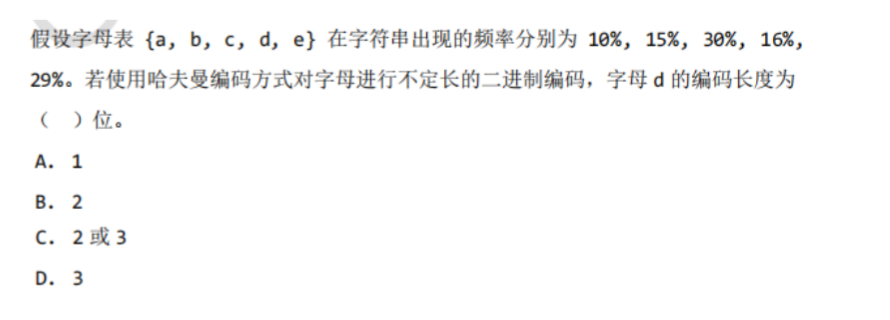 假设字母表 {a, b, c, d, e} 在字符串出现的频率分别为 10%, 15%, 30%, 16%,
29%。若使用哈夫曼编码方式对字母进行不定长的二进制编码，字母 d 的编码长度为
（ ）位。
A. 1
B. 2
C. 2 或 3
D. 3